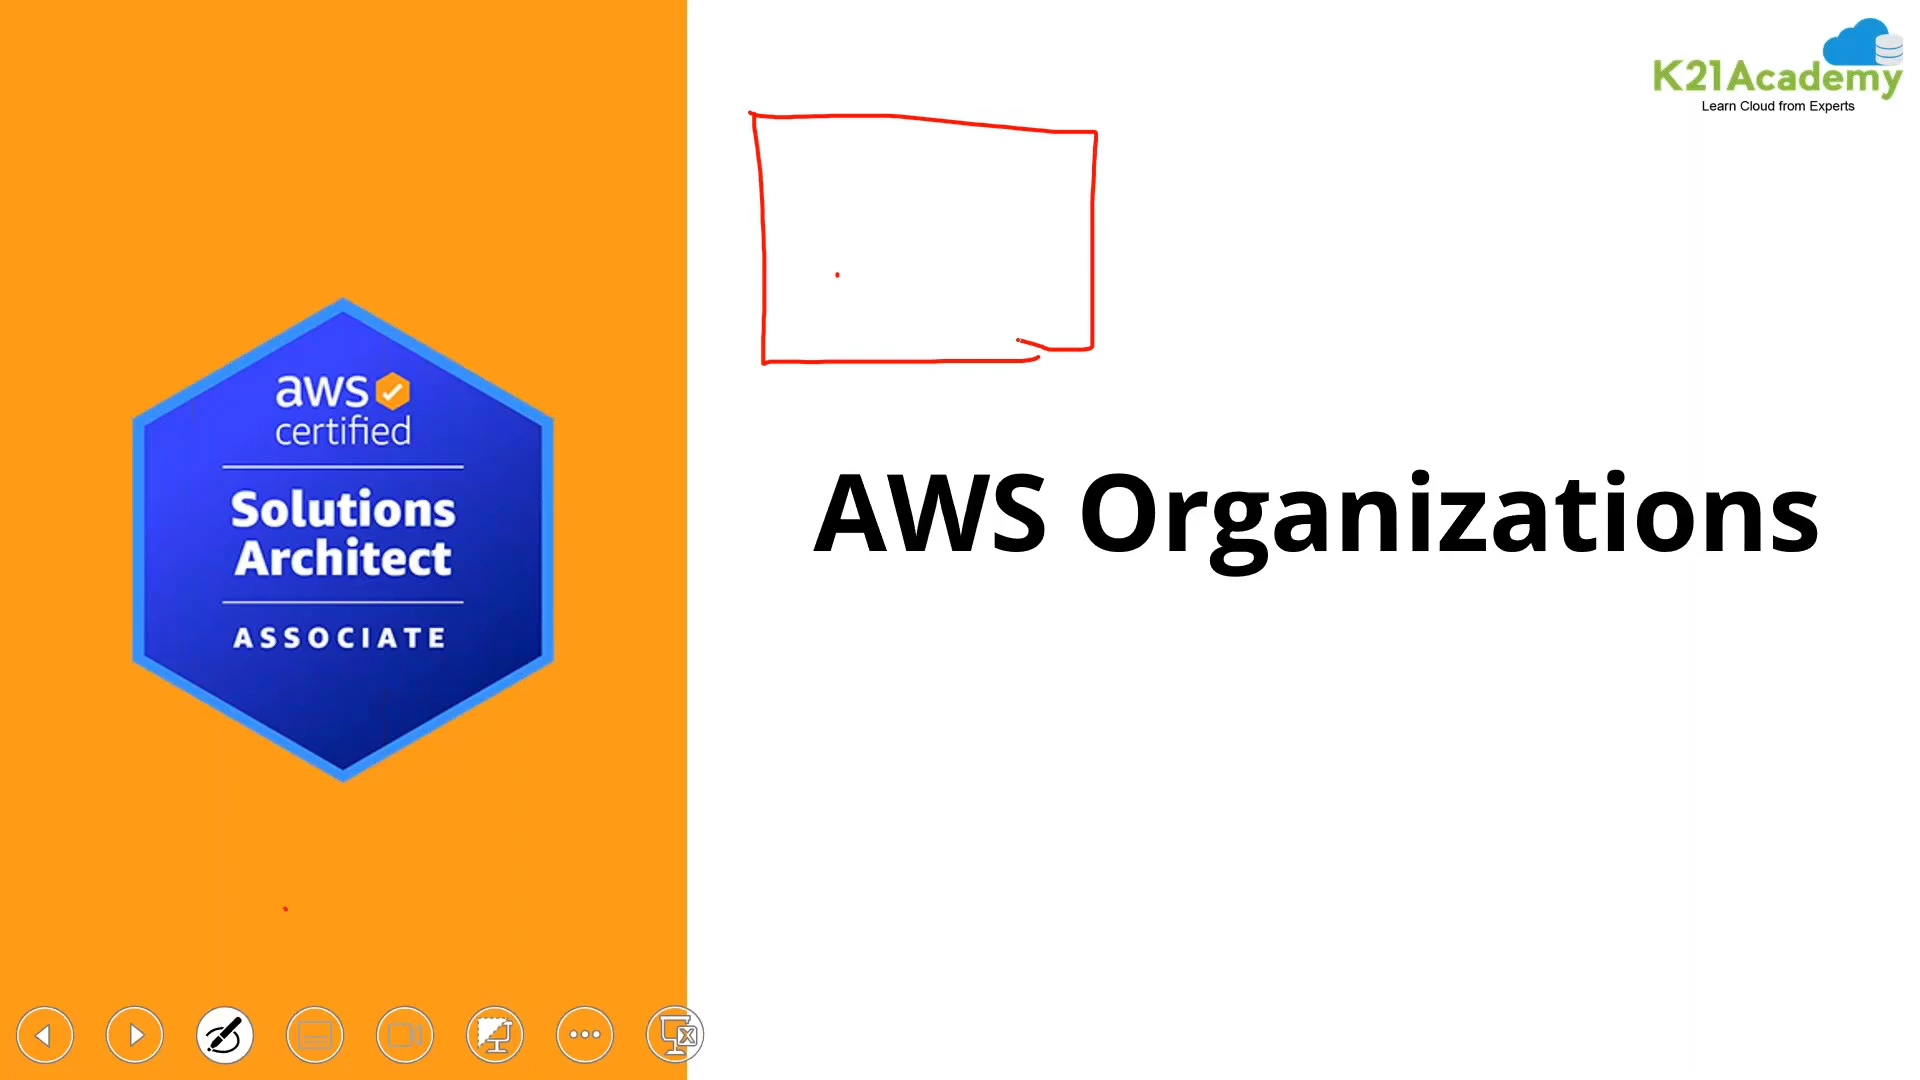 K21Academy
Learn Cloud from Experts
aws
certified
Solutions
Architect
ASSOCIATE
AWS Organizations